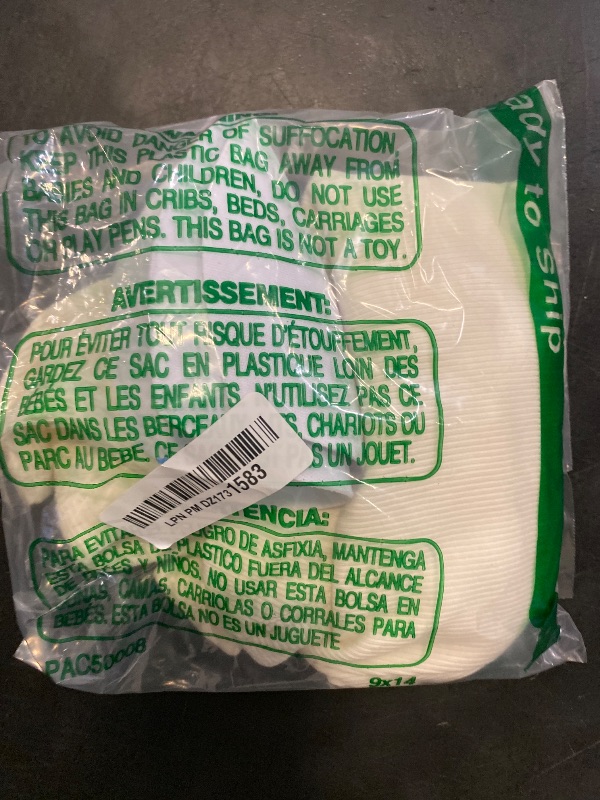 TO AVOID DANGER OF SUFFOCATION,
KEEP THIS PLASTIC BAG AWAY FROM
BABIES AND CHILDREN, DO NOT USE
THIS BAG IN CRIBS, BEDS, CARRIAGES
OR PLAY PENS. THIS BAG IS NOT A TOY.
AVERTISSEMENT:
POUR ÉVITER TOUT RISQUE D'ÉTOUFFEMENT,
GARDEZ CE SAC EN PLASTIQUE LOIN DES
BÉBÉS ET LES ENFANTS. N'UTILISEZ PAS CE
SAC DANS LES CHARIOTS OU
PARC AU BEBE. CE UN JOUET.
LPN PM DZ1731583
PARA DE ASFIXIA, MANTENGA
BOLSA PLASTICO FUERA DEL ALCANCE
Y NIÑOS, NO USAR ESTA BOLSA EN
CAMAS, CARRIOLAS O CORRALES PARA
BEBÉS. ESTA BOLSA NO ES UN JUGUETE
PAC50008
9x14
to Ship